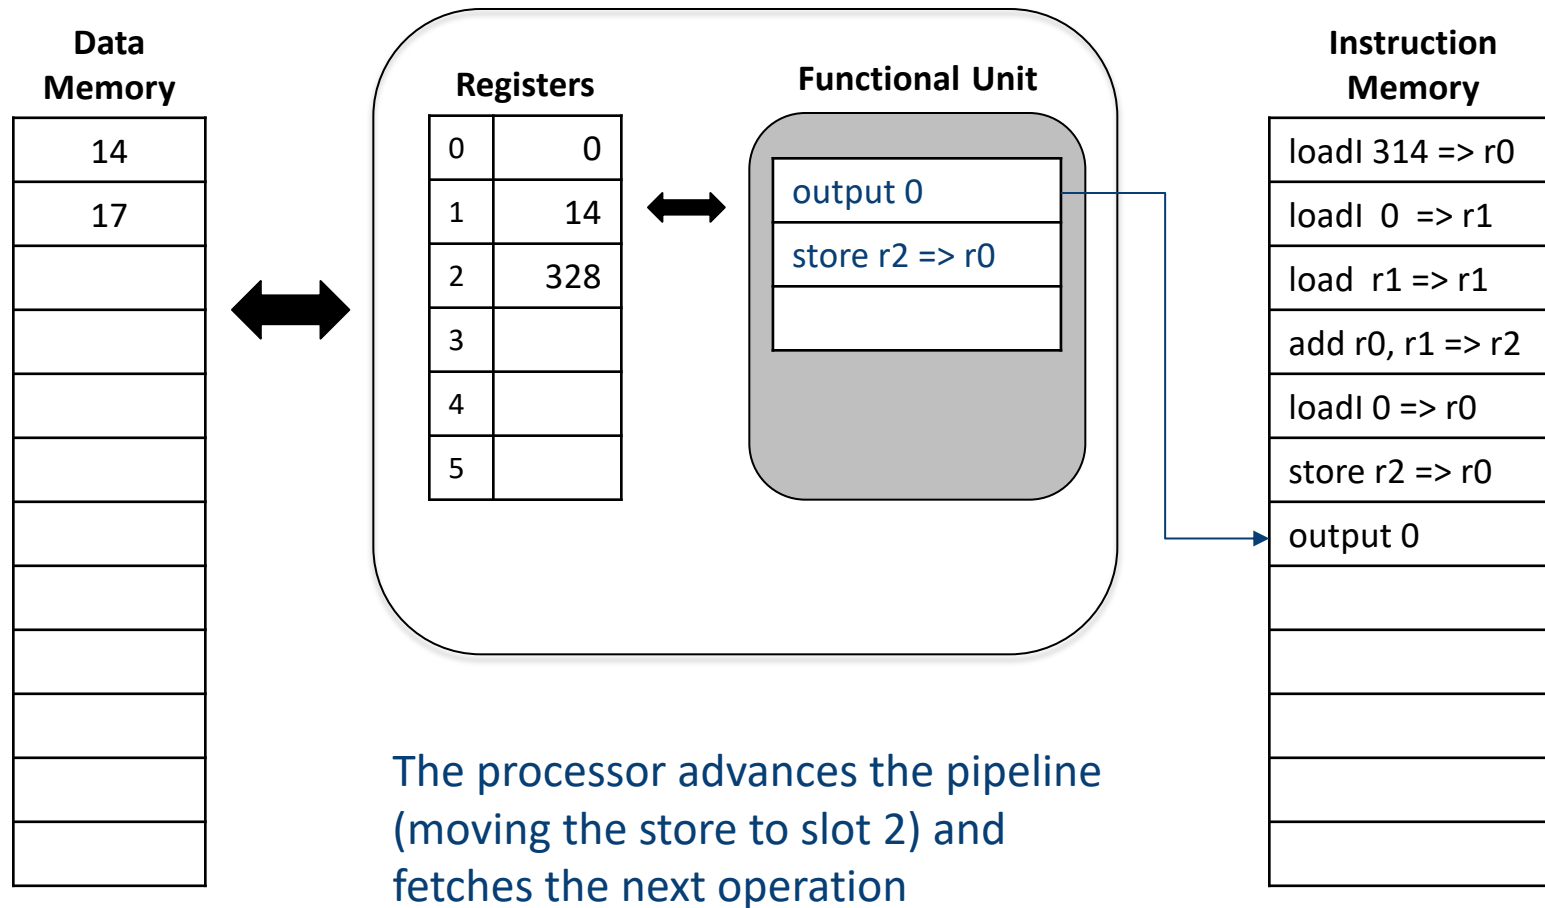 Data
Memory
14
17
Registers
0 0
1 14
2 328
3
4
5
Functional Unit
output 0
store r2 => r0
Instruction
Memory
loadI 314 => r0
loadI 0 => r1
load r1 => r1
add r0, r1 => r2
loadI 0 => r0
store r2 => r0
output 0
The processor advances the pipeline
(moving the store to slot 2) and
fetches the next operation